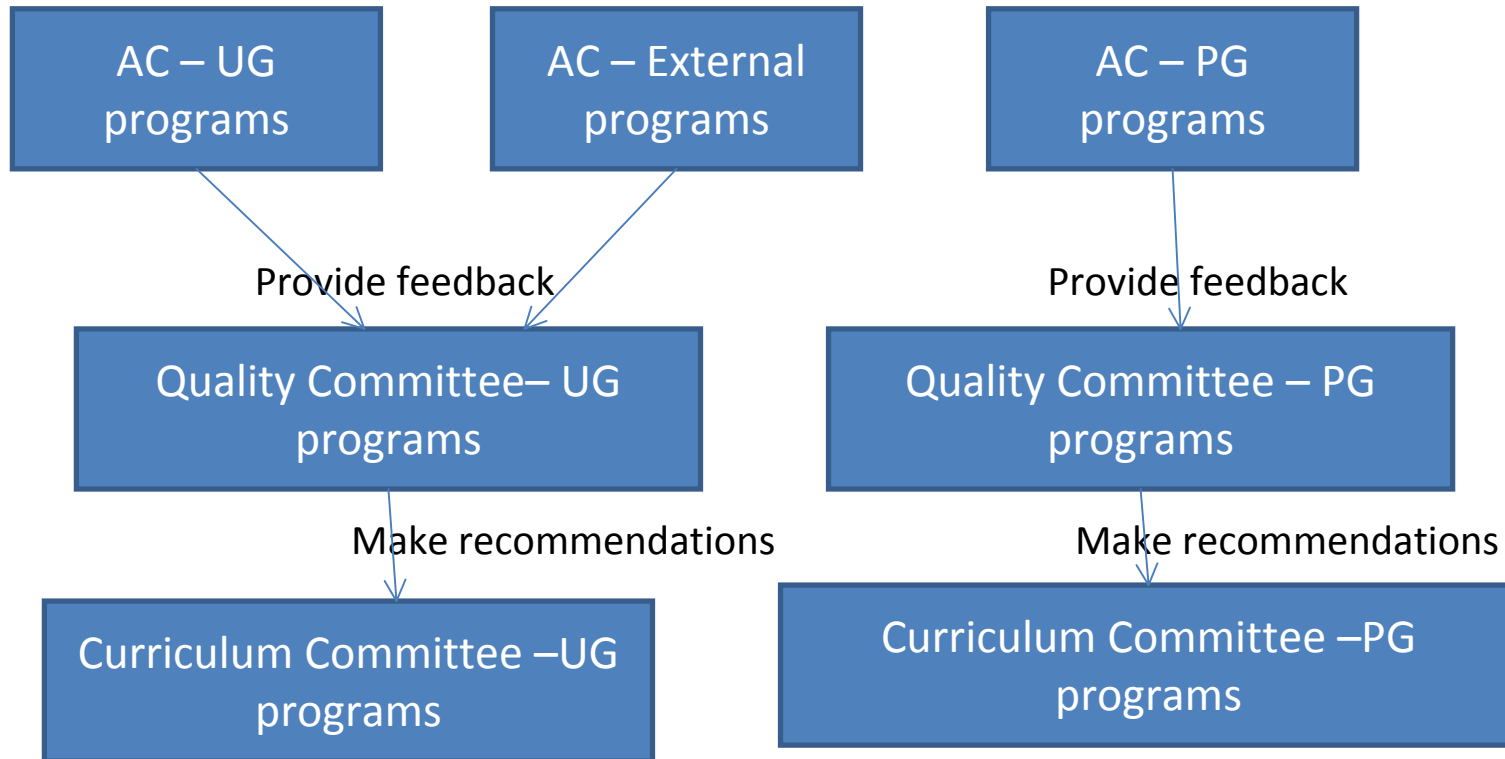 AC – UG
programs
AC – External
programs
AC – PG
programs
Provide feedback
Provide feedback
Quality Committee– UG
programs
Quality Committee – PG
programs
Make recommendations
Make recommendations
Curriculum Committee –UG
programs
Curriculum Committee –PG
programs